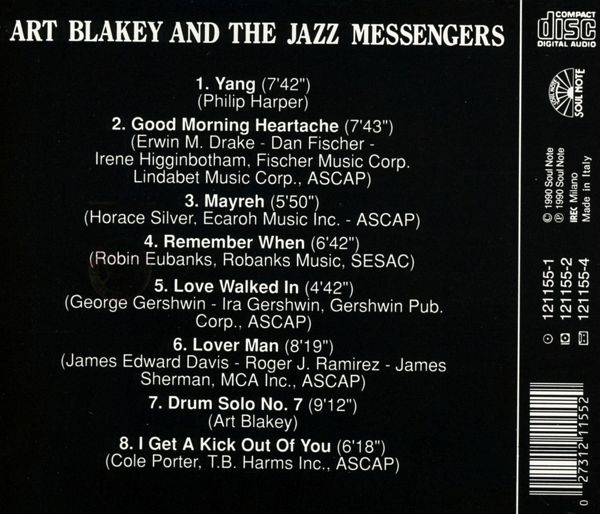 ART BLAKEY AND THE JAZZ MESSENGERS
1. Yang (7'42")
(Philip Harper)
2. Good Morning Heartache (7'43")
(Erwin M. Drake - Dan Fischer -
Irene Higginbotham, Fischer Music Corp.
Lindabet Music Corp., ASCAP)
3. Mayreh (5'50")
(Horace Silver, Ecaroh Music Inc. - ASCAP)
4. Remember When (6'42")
(Robin Eubanks, Robanks Music, SESAC)
5. Love Walked In (4'42")
(George Gershwin - Ira Gershwin, Gershwin Pub.
Corp., ASCAP)
6. Lover Man (8'19")
(James Edward Davis - Roger J. Ramirez - James
Sherman, MCA Inc., ASCAP)
7. Drum Solo No. 7 (9'12")
(Art Blakey)
8. I Get A Kick Out Of You (6'18")
(Cole Porter, T.B. Harms Inc., ASCAP)
COMPACT
disc
DIGITAL AUDIO
SOUL NOTE
SOUL NOTE
© 1990 Soul Note
℗ 1990 Soul Note
IREC Milano
Made in Italy
121155-1
121155-2
121155-4
0 27312 11552